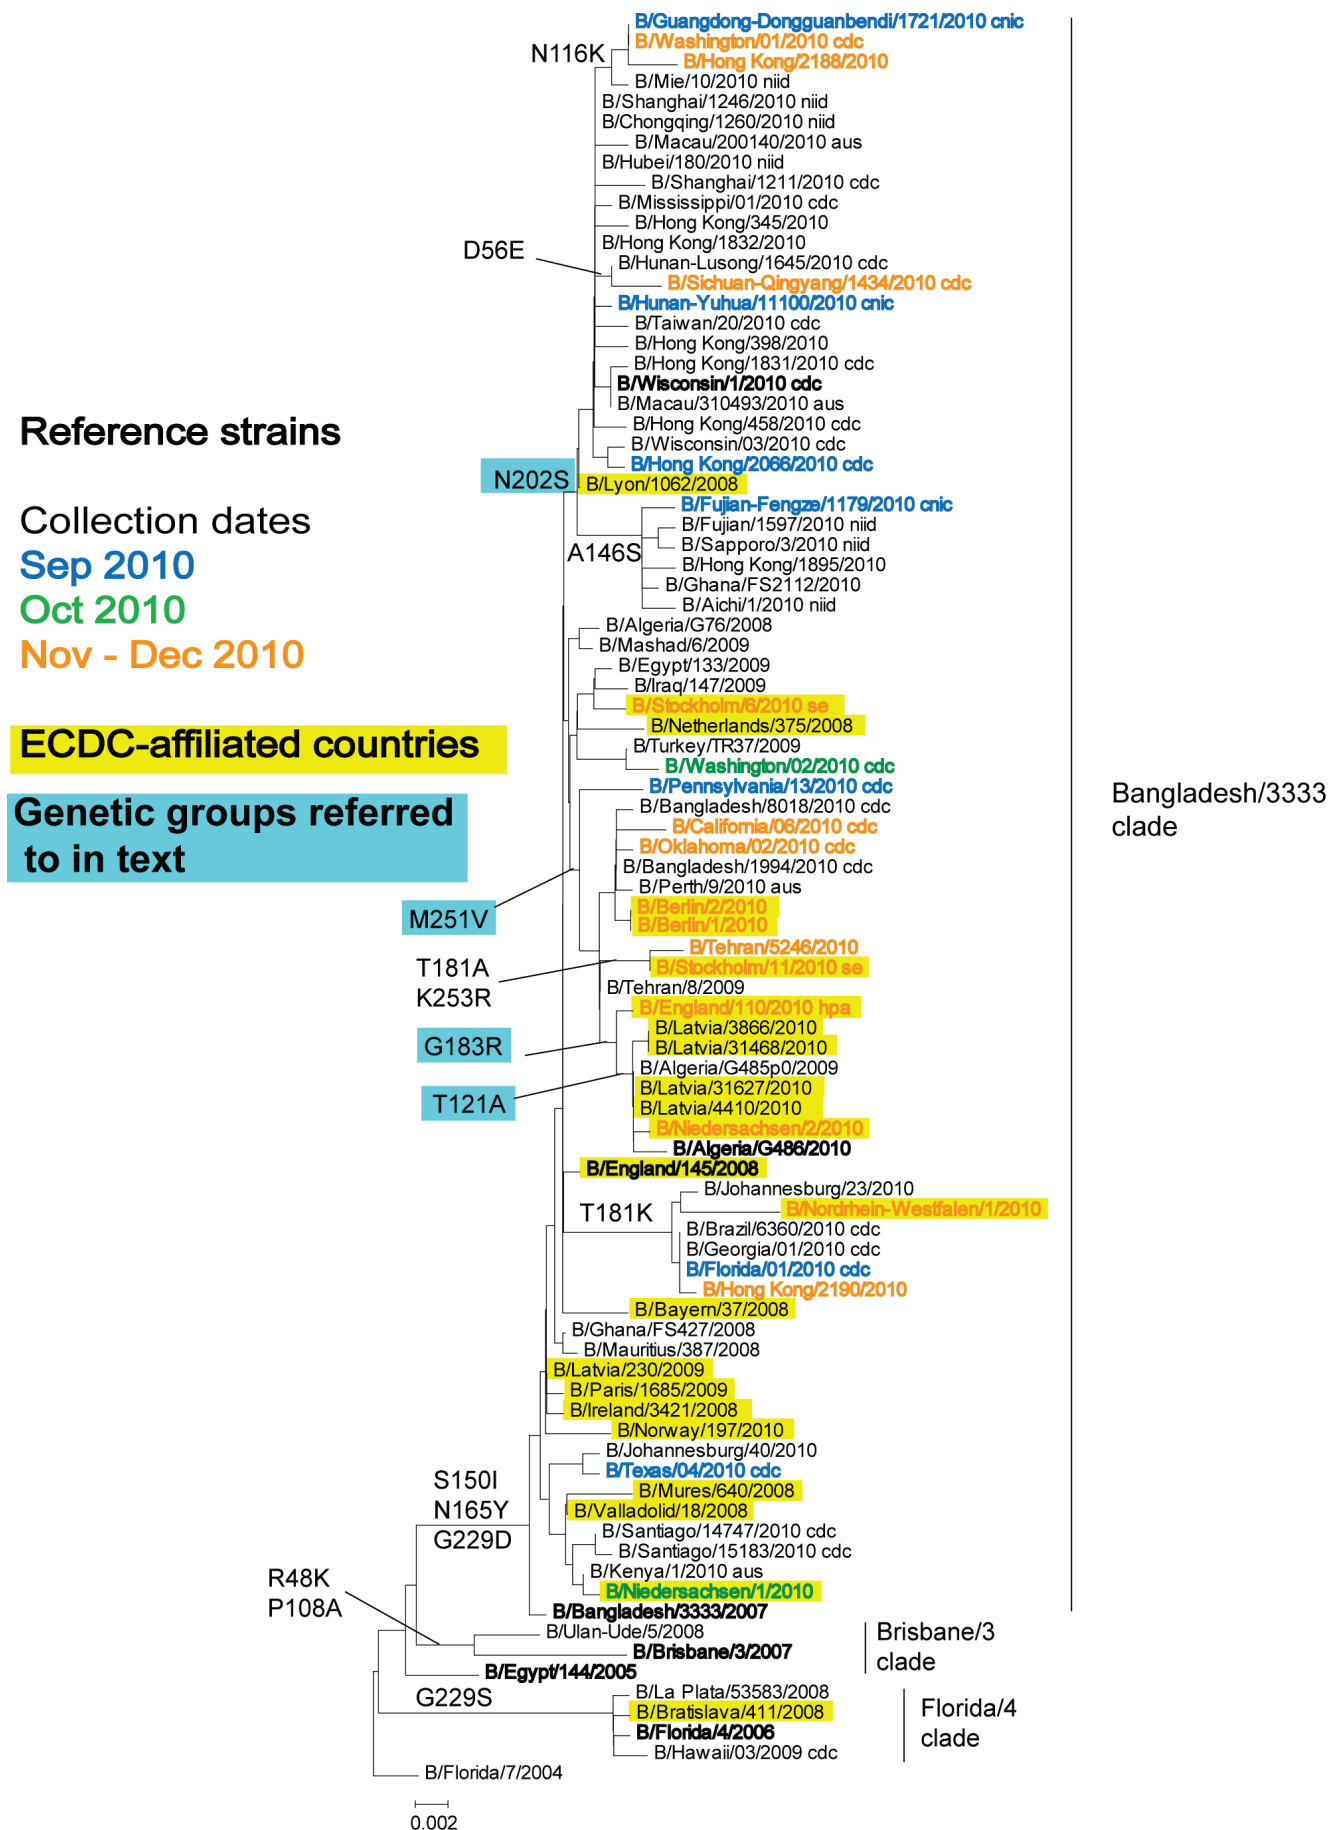 B/Guangdong-Dongguanbendi/1721/2010 cnic
B/Washington/01/2010 cdc
N116K
B/Hong Kong/2188/2010
B/Mie/10/2010 niid
B/Shanghai/1246/2010 niid
B/Chongqing/1260/2010 niid
B/Macau/200140/2010 aus
B/Hubei/180/2010 niid
B/Shanghai/1211/2010 cdc
B/Mississippi/01/2010 cdc
B/Hong Kong/345/2010
B/Hong Kong/1832/2010
D56E
B/Hunan-Lusong/1645/2010 cdc
B/Sichuan-Qingyang/1434/2010 cdc
B/Hunan-Yuhua/11100/2010 cnic
B/Taiwan/20/2010 cdc
B/Hong Kong/398/2010
B/Hong Kong/1831/2010 cdc
B/Wisconsin/1/2010 cdc
B/Macau/310493/2010 aus
B/Hong Kong/458/2010 cdc
B/Wisconsin/03/2010 cdc
B/Hong Kong/2066/2010 cdc
N202S
B/Lyon/1062/2008
B/Fujian-Fengze/1179/2010 cnic
B/Fujian/1597/2010 niid
B/Sapporo/3/2010 niid
A146S
B/Hong Kong/1895/2010
B/Ghana/FS2112/2010
B/Aichi/1/2010 niid
B/Algeria/G76/2008
B/Mashad/6/2009
B/Egypt/133/2009
B/Iraq/147/2009
B/Stockholm/6/2010 se
B/Netherlands/375/2008
B/Turkey/TR37/2009
B/Washington/02/2010 cdc
B/Pennsylvania/13/2010 cdc
B/Bangladesh/8018/2010 cdc
B/California/06/2010 cdc
B/Oklahoma/02/2010 cdc
B/Bangladesh/1994/2010 cdc
B/Perth/9/2010 aus
B/Berlin/2/2010
B/Berlin/1/2010
M251V
B/Tehran/5246/2010
B/Stockholm/11/2010 se
T181A
K253R
B/Tehran/8/2009
B/England/110/2010 hpa
B/Latvia/3866/2010
B/Latvia/31468/2010
G183R
B/Algeria/G485p0/2009
B/Latvia/31627/2010
B/Latvia/4410/2010
T121A
B/Niedersachsen/2/2010
B/Algeria/G486/2010
B/England/145/2008
B/Johannesburg/23/2010
B/Nordrhein-Westfalen/1/2010
T181K
B/Brazil/6360/2010 cdc
B/Georgia/01/2010 cdc
B/Florida/01/2010 cdc
B/Hong Kong/2190/2010
B/Bayern/37/2008
B/Ghana/FS427/2008
B/Mauritius/387/2008
B/Latvia/230/2009
B/Paris/1685/2009
B/Ireland/3421/2008
B/Norway/197/2010
B/Johannesburg/40/2010
B/Texas/04/2010 cdc
B/Mures/640/2008
B/Valladolid/18/2008
S150I
N165Y
G229D
B/Santiago/14747/2010 cdc
B/Santiago/15183/2010 cdc
B/Kenya/1/2010 aus
B/Niedersachsen/1/2010
B/Bangladesh/3333/2007
R48K
P108A
B/Ulan-Ude/5/2008
B/Brisbane/3/2007
B/Egypt/144/2005
G229S
B/La Plata/53583/2008
B/Bratislava/411/2008
B/Florida/4/2006
B/Hawaii/03/2009 cdc
B/Florida/7/2004
0.002
Reference strains
Collection dates
Sep 2010
Oct 2010
Nov - Dec 2010
ECDC-affiliated countries
Genetic groups referred
to in text
Bangladesh/3333
clade
Brisbane/3
clade
Florida/4
clade